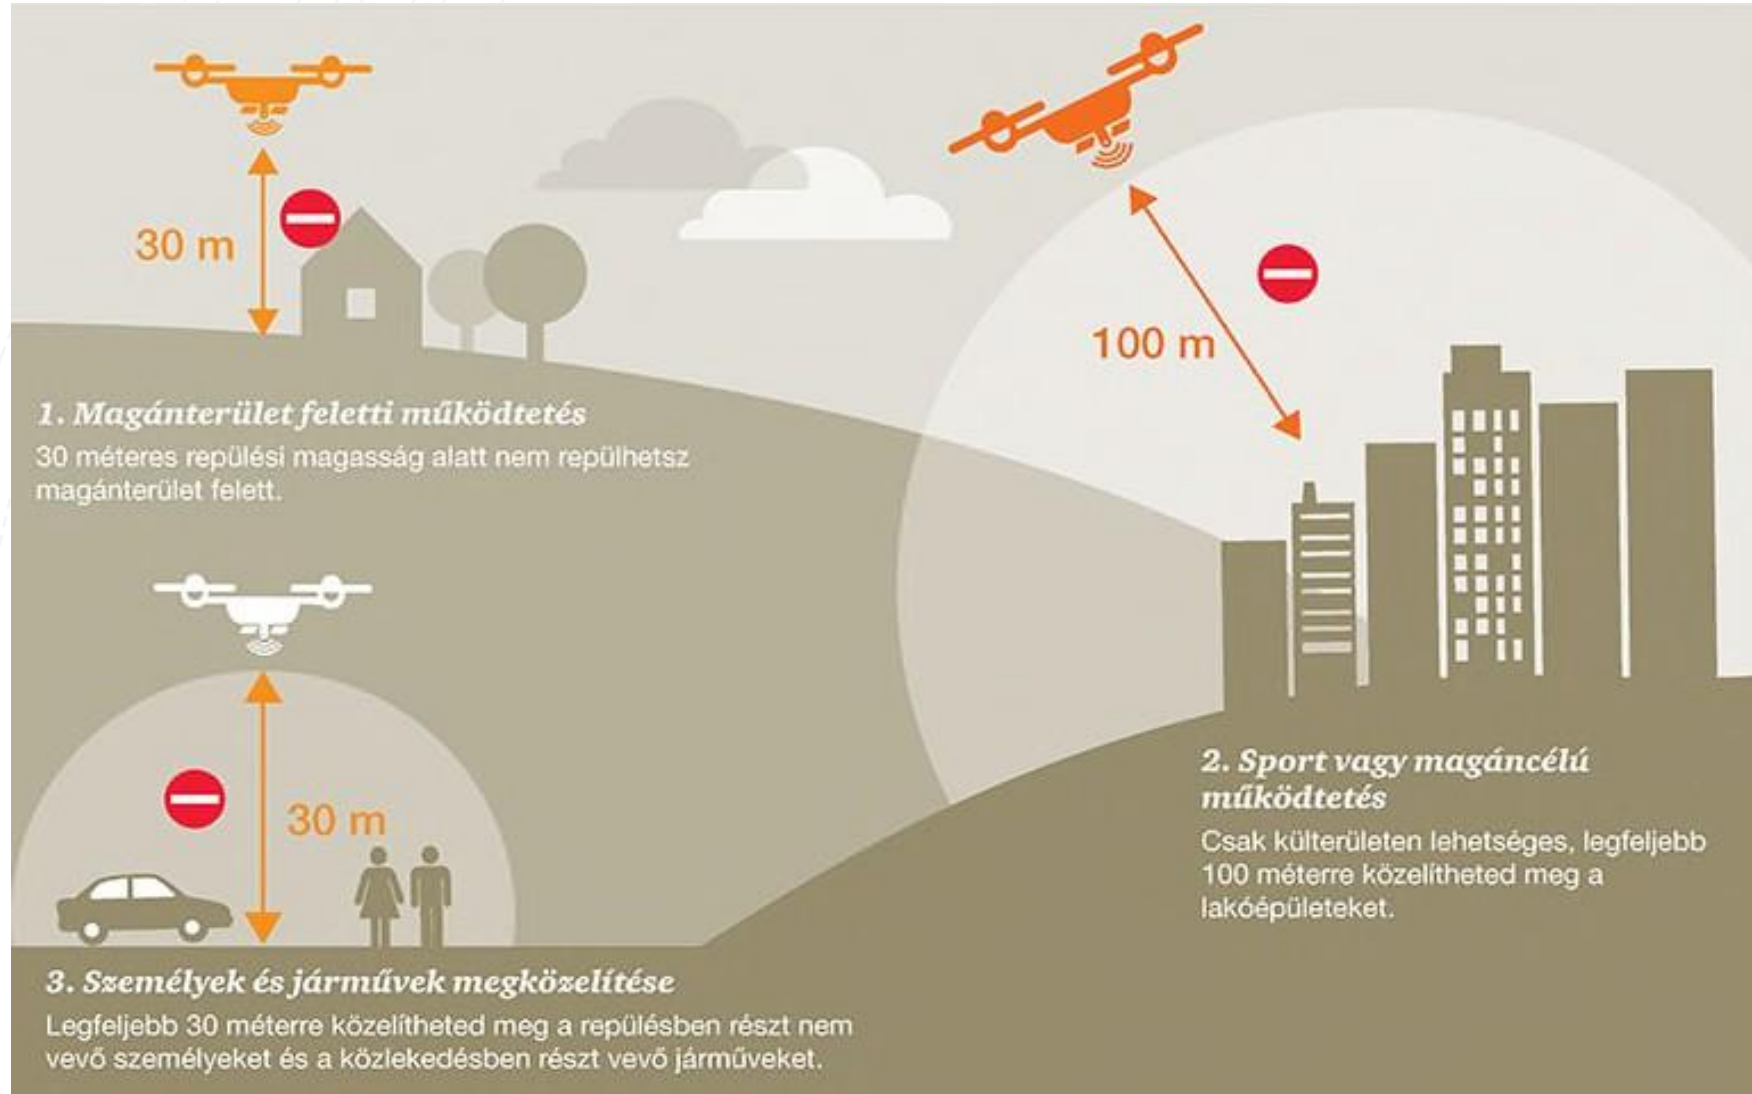 30 m
1. Magánterület feletti működtetés
30 méteres repülési magasság alatt nem repülhetsz
magánterület felett.
100 m
2. Sport vagy magáncélú
működtetés
Csak külterületen lehetséges, legfeljebb
100 méterre közelítheted meg a
lakóépületeket.
30 m
3. Személyek és járművek megközelítése
Legfeljebb 30 méterre közelítheted meg a repülésben részt nem
vevő személyeket és a közlekedésben részt vevő járműveket.